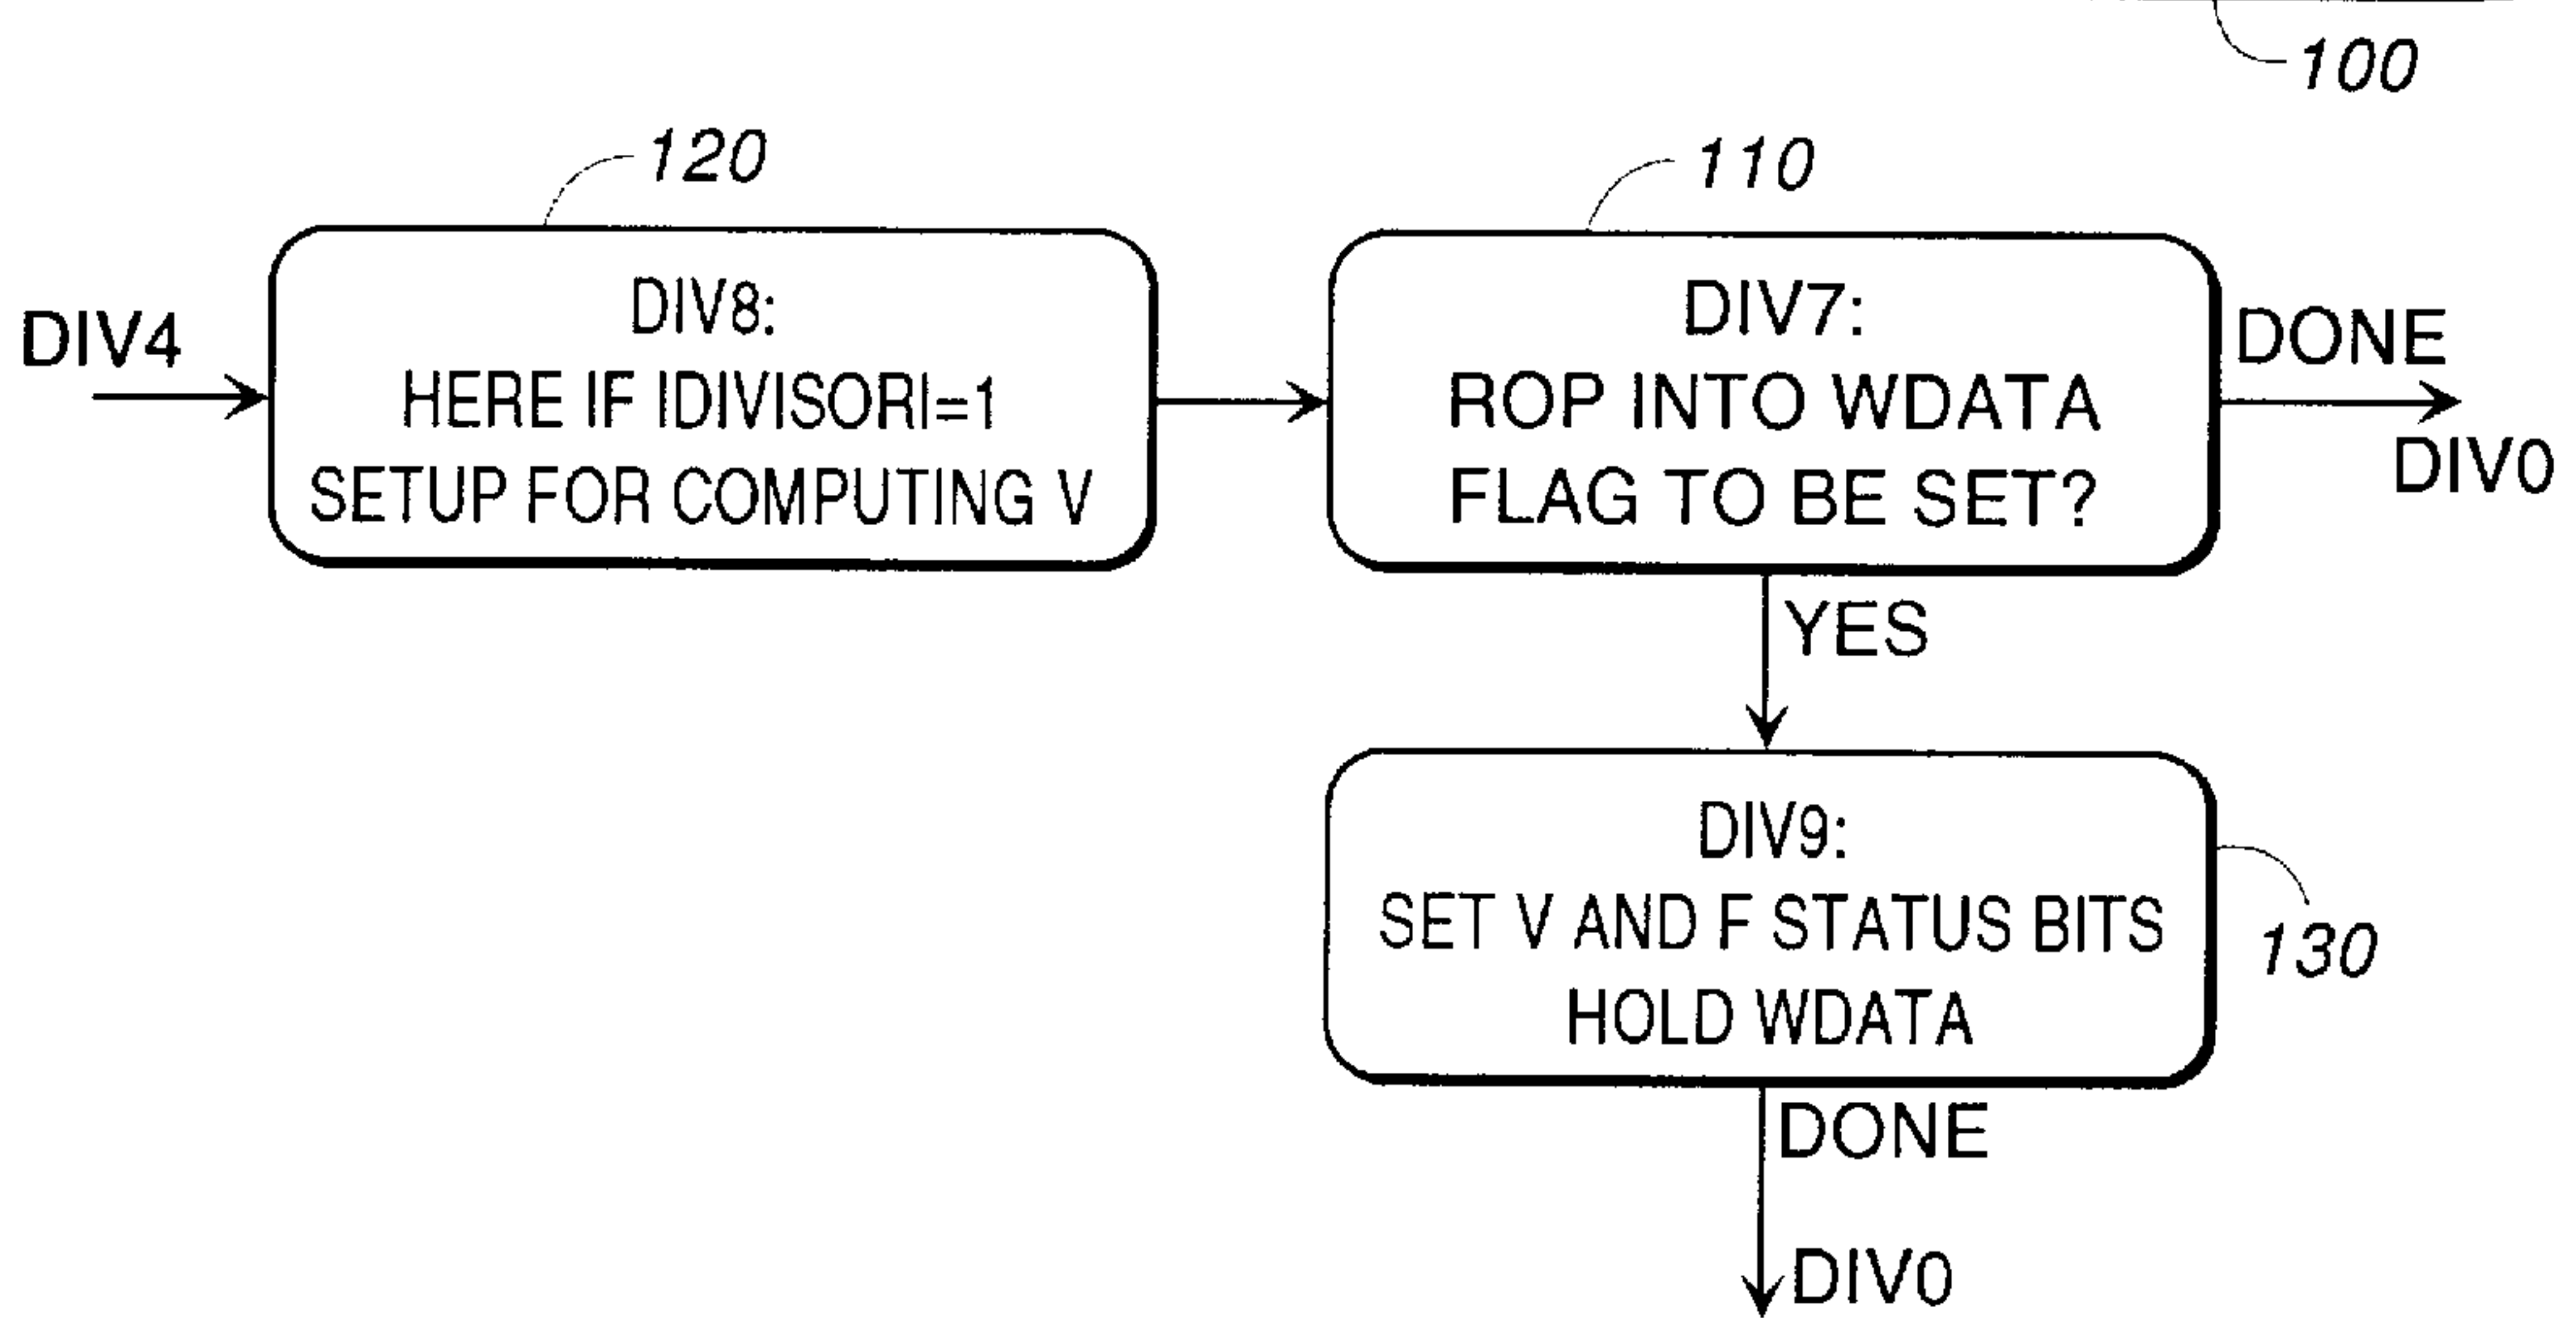 100
120
110
DIV4
DIV8:
HERE IF IDIVISORI=1
SETUP FOR COMPUTING V
DIV7:
ROP INTO WDATA
FLAG TO BE SET?
DONE
DIV0
YES
DIV9:
SET V AND F STATUS BITS
HOLD WDATA
130
DONE
DIV0